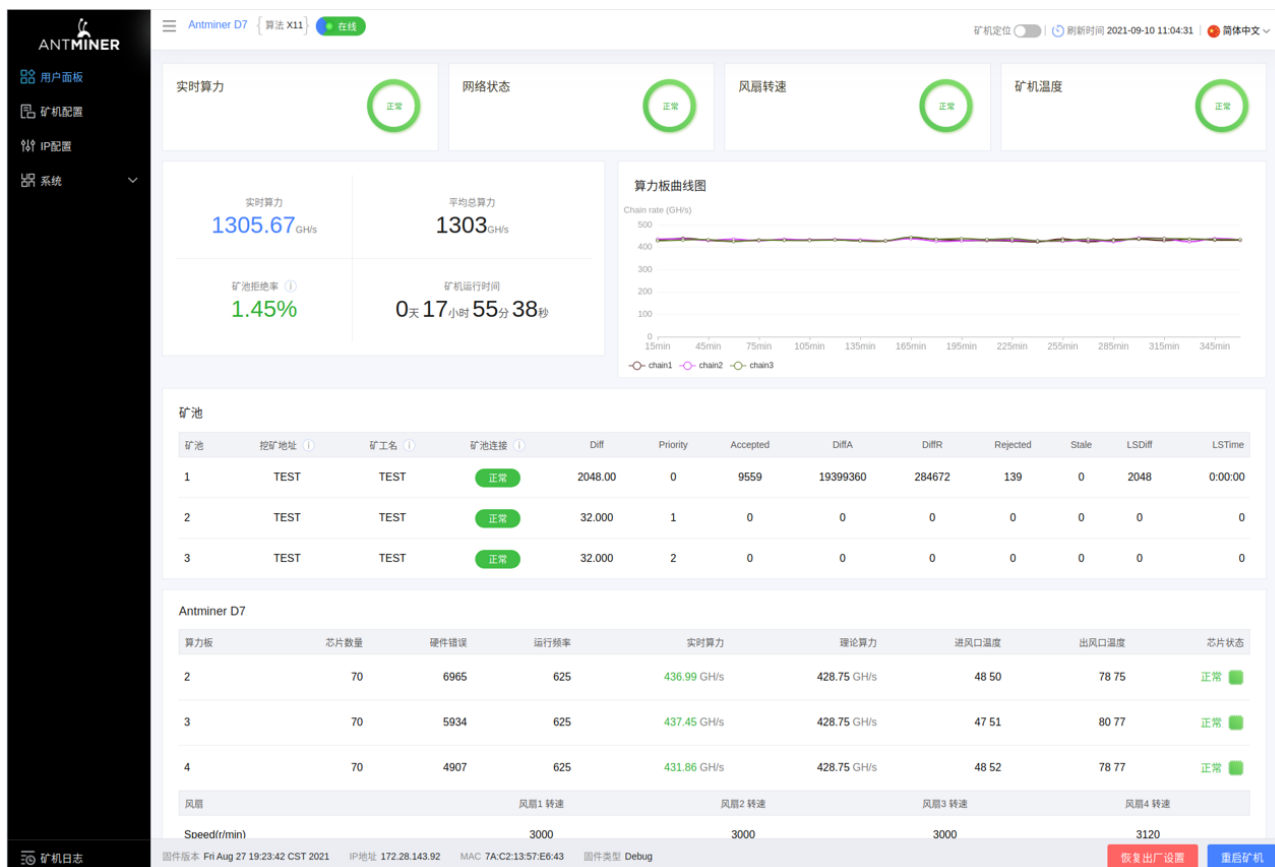 ANTMINER
用户面板
矿机配置
IP配置
系统
矿机日志
Antminer D7 {算法 X11} 在线
矿机定位 刷新时间 2021-09-10 11:04:31 简体中文
实时算力 正常 网络状态 正常 风扇转速 正常 矿机温度 正常
实时算力
1305.67GH/s
平均总算力
1303GH/s
矿池拒绝率
1.45%
矿机运行时间
0天 17小时 55分 38秒
算力板曲线图
Chain rate (GH/s)
500
400
300
200
100
0
15min 45min 75min 105min 135min 165min 195min 225min 255min 285min 315min 345min
chain1 chain2 chain3
矿池
矿池 挖矿地址 矿工名 矿池连接 Diff Priority Accepted DiffA DiffR Rejected Stale LSDiff LSTime
1 TEST TEST 正常 2048.00 0 9559 19399360 284672 139 0 2048 0:00:00
2 TEST TEST 正常 32.000 1 0 0 0 0 0 0 0
3 TEST TEST 正常 32.000 2 0 0 0 0 0 0 0
Antminer D7
算力板 芯片数量 硬件错误 运行频率 实时算力 理论算力 进风口温度 出风口温度 芯片状态
2 70 6965 625 436.99 GH/s 428.75 GH/s 48 50 78 75 正常
3 70 5934 625 437.45 GH/s 428.75 GH/s 47 51 80 77 正常
4 70 4907 625 431.86 GH/s 428.75 GH/s 48 52 78 77 正常
风扇 风扇1 转速 风扇2 转速 风扇3 转速 风扇4 转速
Speed(r/min) 3000 3000 3000 3120
固件版本 Fri Aug 27 19:23:42 CST 2021 IP地址 172.28.143.92 MAC 7A:C2:13:57:E6:43 固件类型 Debug 恢复出厂设置 重启矿机